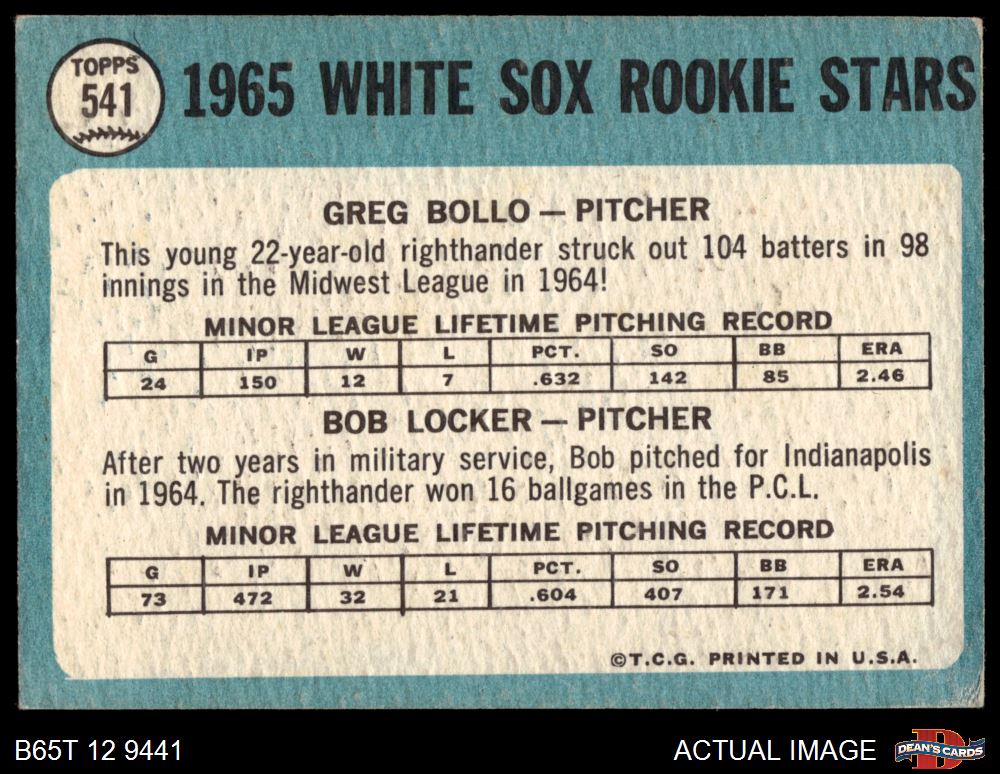 TOPPS
541
1965 WHITE SOX ROOKIE STARS
GREG BOLLO — PITCHER
This young 22-year-old righthander struck out 104 batters in 98
innings in the Midwest League in 1964!
MINOR LEAGUE LIFETIME PITCHING RECORD
G IP W L PCT. SO BB ERA
24 150 12 7 .632 142 85 2.46
BOB LOCKER — PITCHER
After two years in military service, Bob pitched for Indianapolis
in 1964. The righthander won 16 ballgames in the P.C.L.
MINOR LEAGUE LIFETIME PITCHING RECORD
G IP W L PCT. SO BB ERA
73 472 32 21 .604 407 171 2.54
©T.C.G. PRINTED IN U.S.A.
B65T 12 9441
ACTUAL IMAGE
D
DEAN'S CARDS